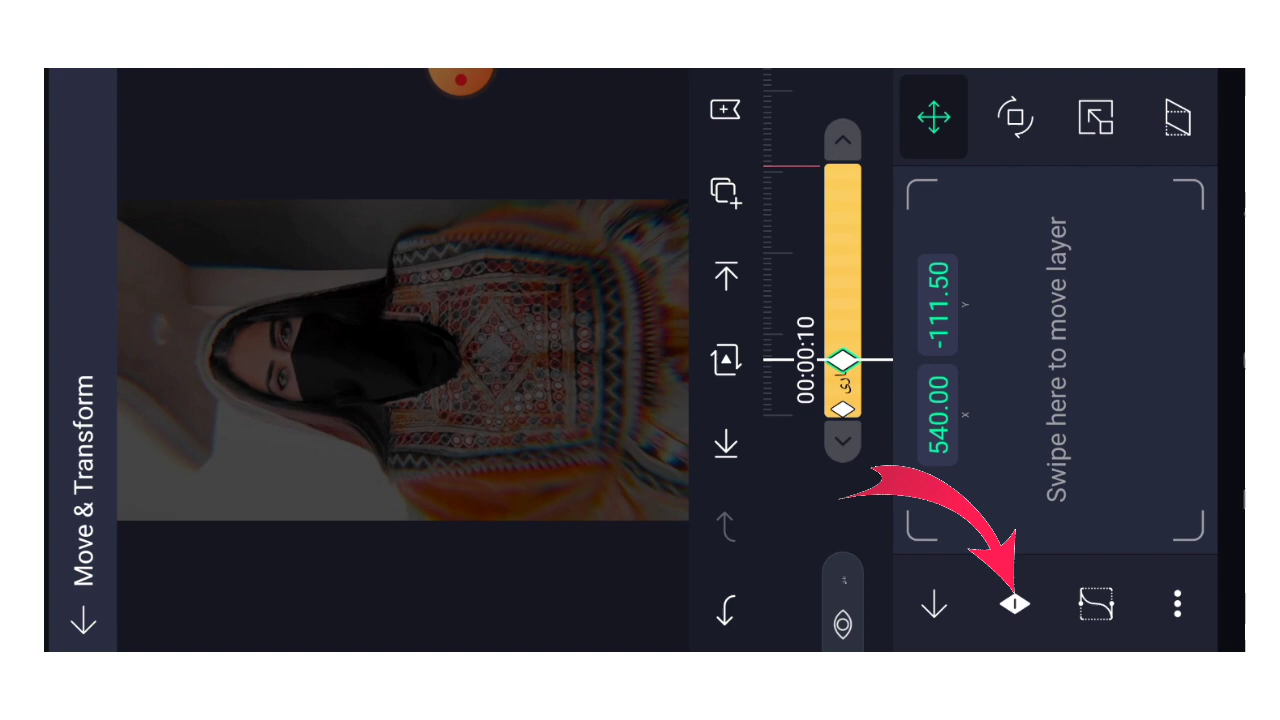 Move & Transform
00:00:10
540.00
X
-111.50
Y
Swipe here to move layer